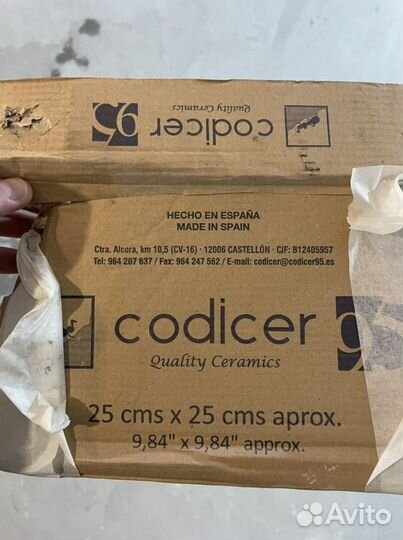 codicer 95
Quality Ceramics
HECHO EN ESPAÑA
MADE IN SPAIN
Ctra. Alcora, km 10,5 (CV-16) · 12006 CASTELLÓN · CIF: B12405957
Tel: 964 207 637 / Fax: 964 247 562 / E-mail: codicer@codicer95.es
codicer 95
Quality Ceramics
25 cms x 25 cms aprox.
9,84" x 9,84" approx.
Avito